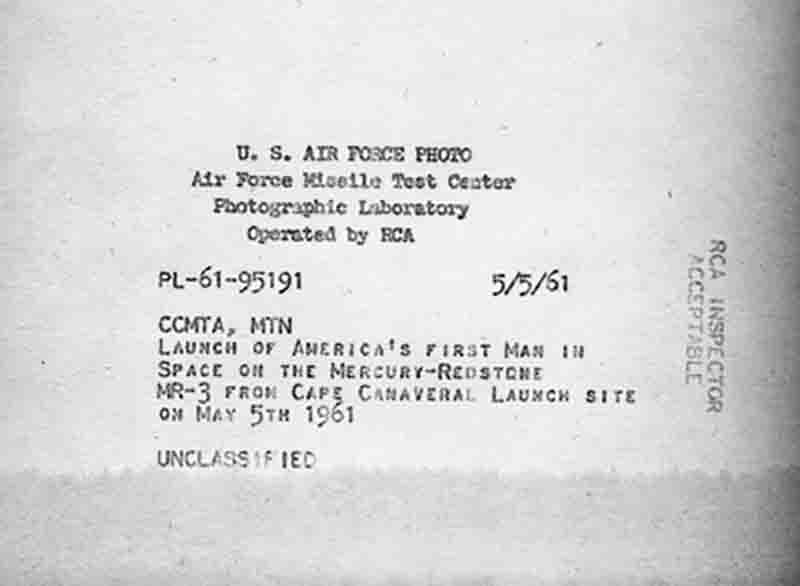 U. S. AIR FORCE PHOTO
Air Force Missile Test Center
Photographic Laboratory
Operated by RCA
PL-61-95191 5/5/61
CCMTA, MTN
LAUNCH OF AMERICA'S FIRST MAN IN
SPACE ON THE MERCURY-REDSTONE
MR-3 FROM CAPE CANAVERAL LAUNCH SITE
ON MAY 5TH 1961
UNCLASSIFIED
RCA INSPECTOR
ACCEPTABLE